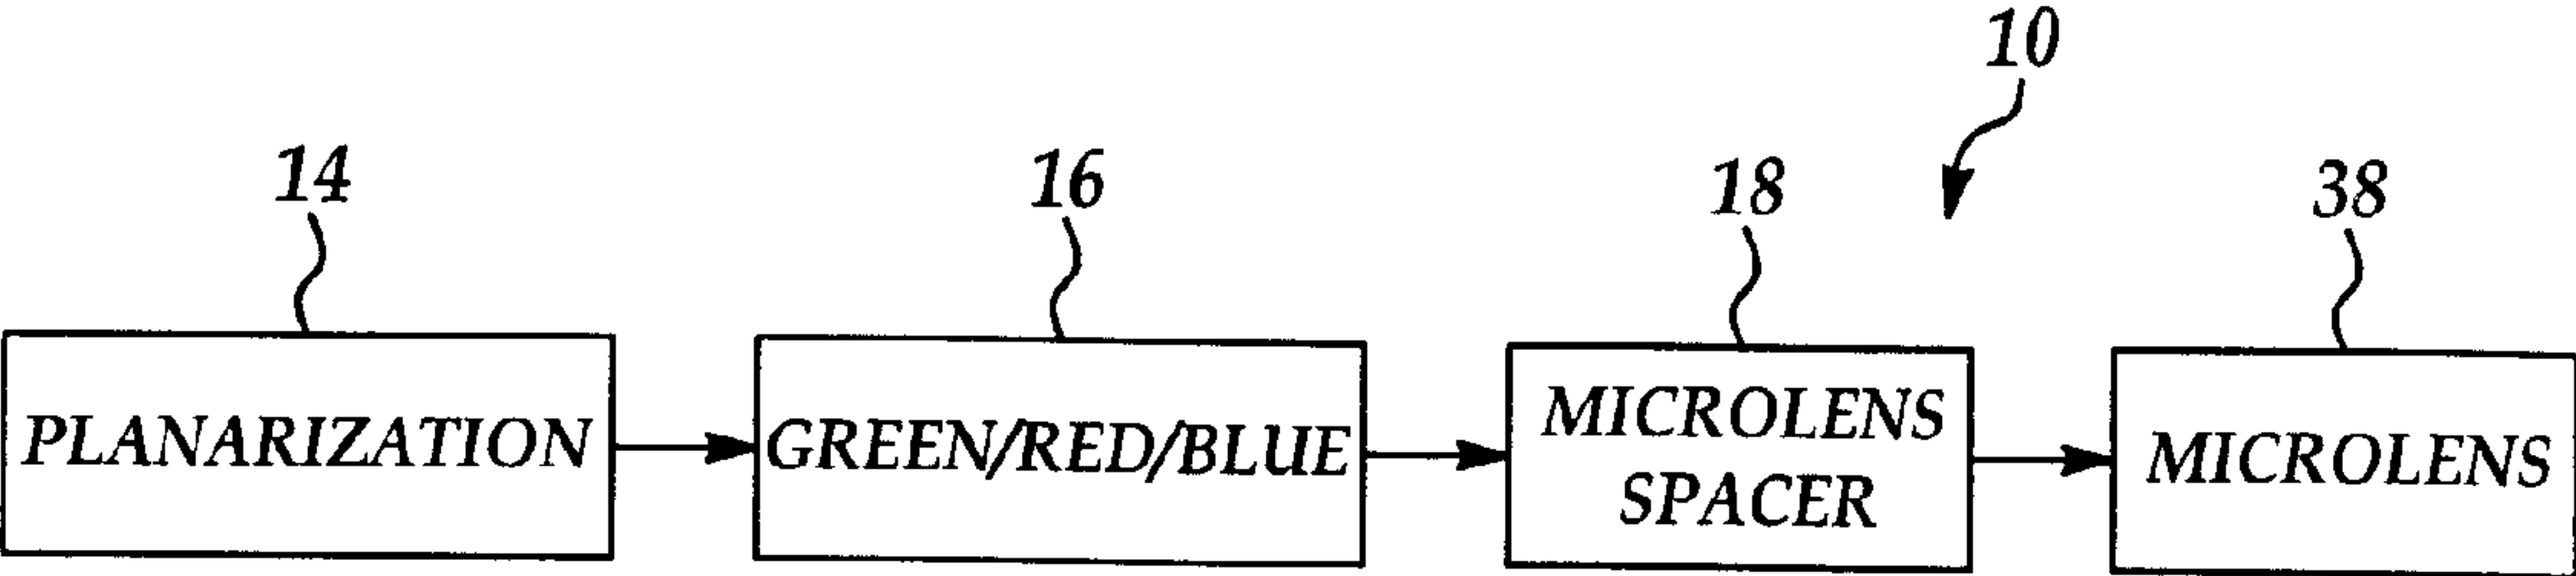 10
14
16
18
38
PLANARIZATION
GREEN/RED/BLUE
MICROLENS
SPACER
MICROLENS